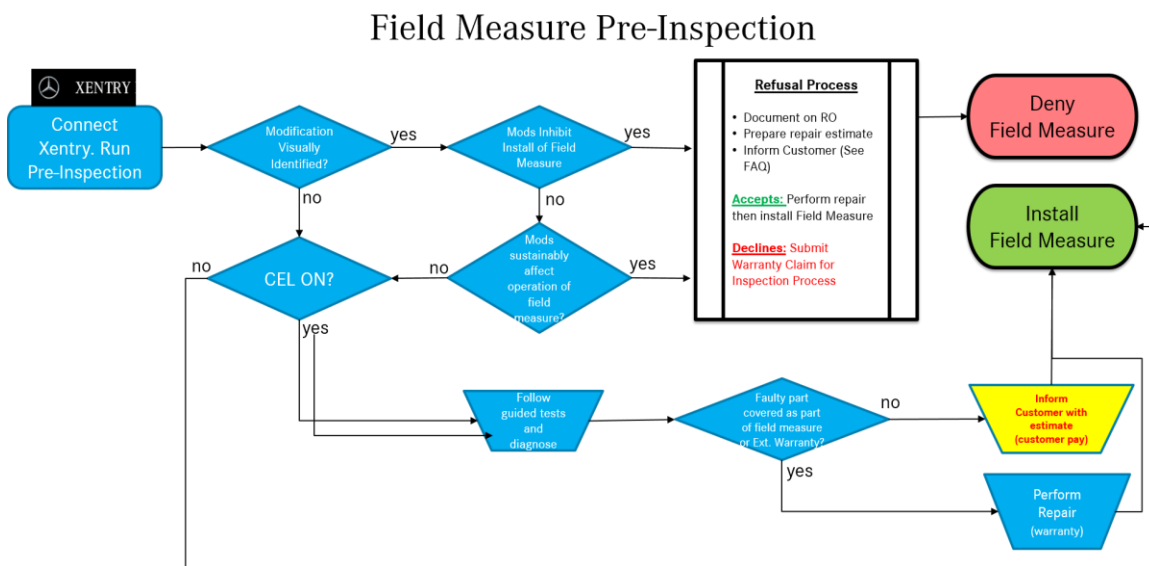 Field Measure Pre-Inspection
XENTRY
Connect
Xentry. Run
Pre-Inspection
Modification
Visually
Identified?
yes
no
Mods Inhibit
Install of Field
Measure
yes
no
Refusal Process
• Document on RO
• Prepare repair estimate
• Inform Customer (See
FAQ)
Accepts: Perform repair
then install Field Measure
Declines: Submit
Warranty Claim for
Inspection Process
Deny
Field Measure
Install
Field Measure
CEL ON?
no
yes
Mods
sustainably
affect
operation of
field
measure?
no
yes
Follow
guided tests
and
diagnose
Faulty part
covered as part
of field measure
or Ext. Warranty?
no
yes
Inform
Customer with
estimate
(customer pay)
Perform
Repair
(warranty)